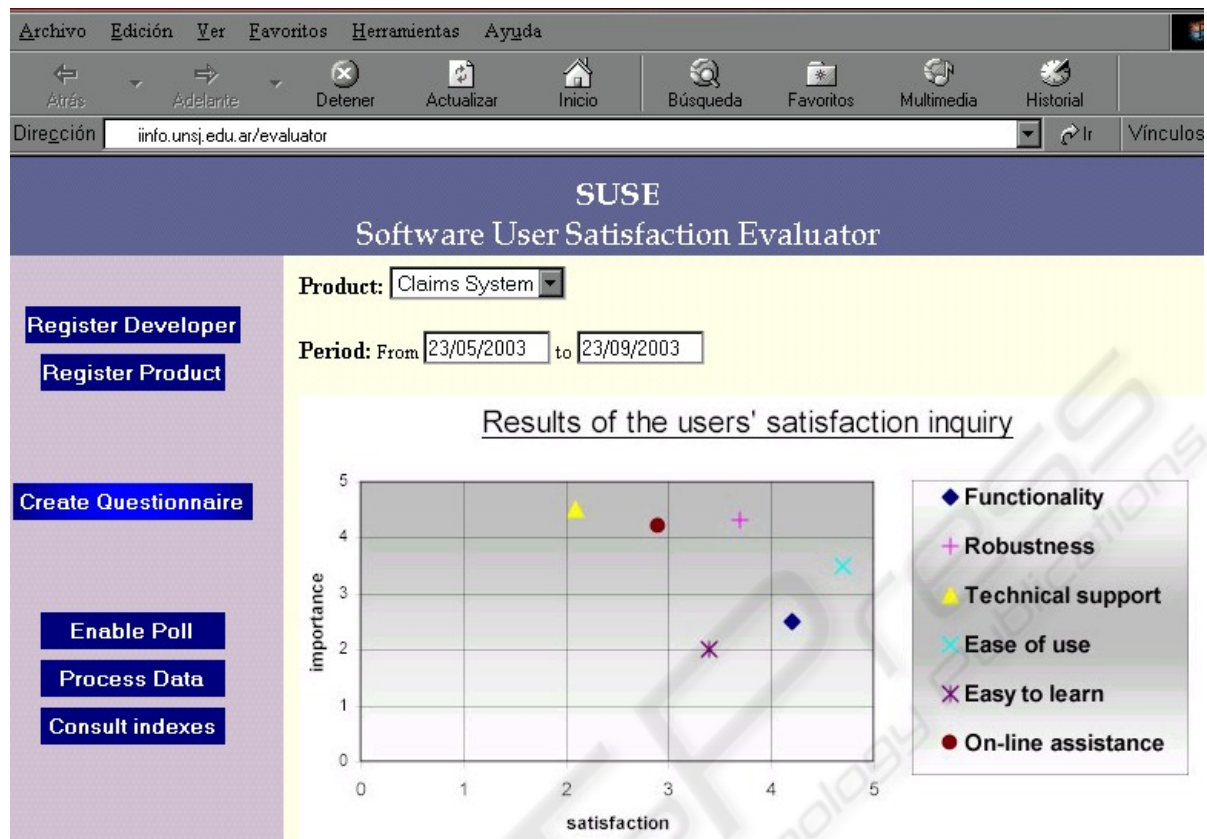 Archivo Edición Ver Favoritos Herramientas Ayuda
Atrás Adelante Detener Actualizar Inicio Búsqueda Favoritos Multimedia Historial
Dirección iinfo.unsj.edu.ar/evaluator Ir Vínculos
SUSE
Software User Satisfaction Evaluator
Product: Claims System
Period: From 23/05/2003 to 23/09/2003
Register Developer
Register Product
Create Questionnaire
Enable Poll
Process Data
Consult indexes
Results of the users' satisfaction inquiry
5
4
3
2
1
0
importance
0 1 2 3 4 5
satisfaction
Functionality
Robustness
Technical support
Ease of use
Easy to learn
On-line assistance